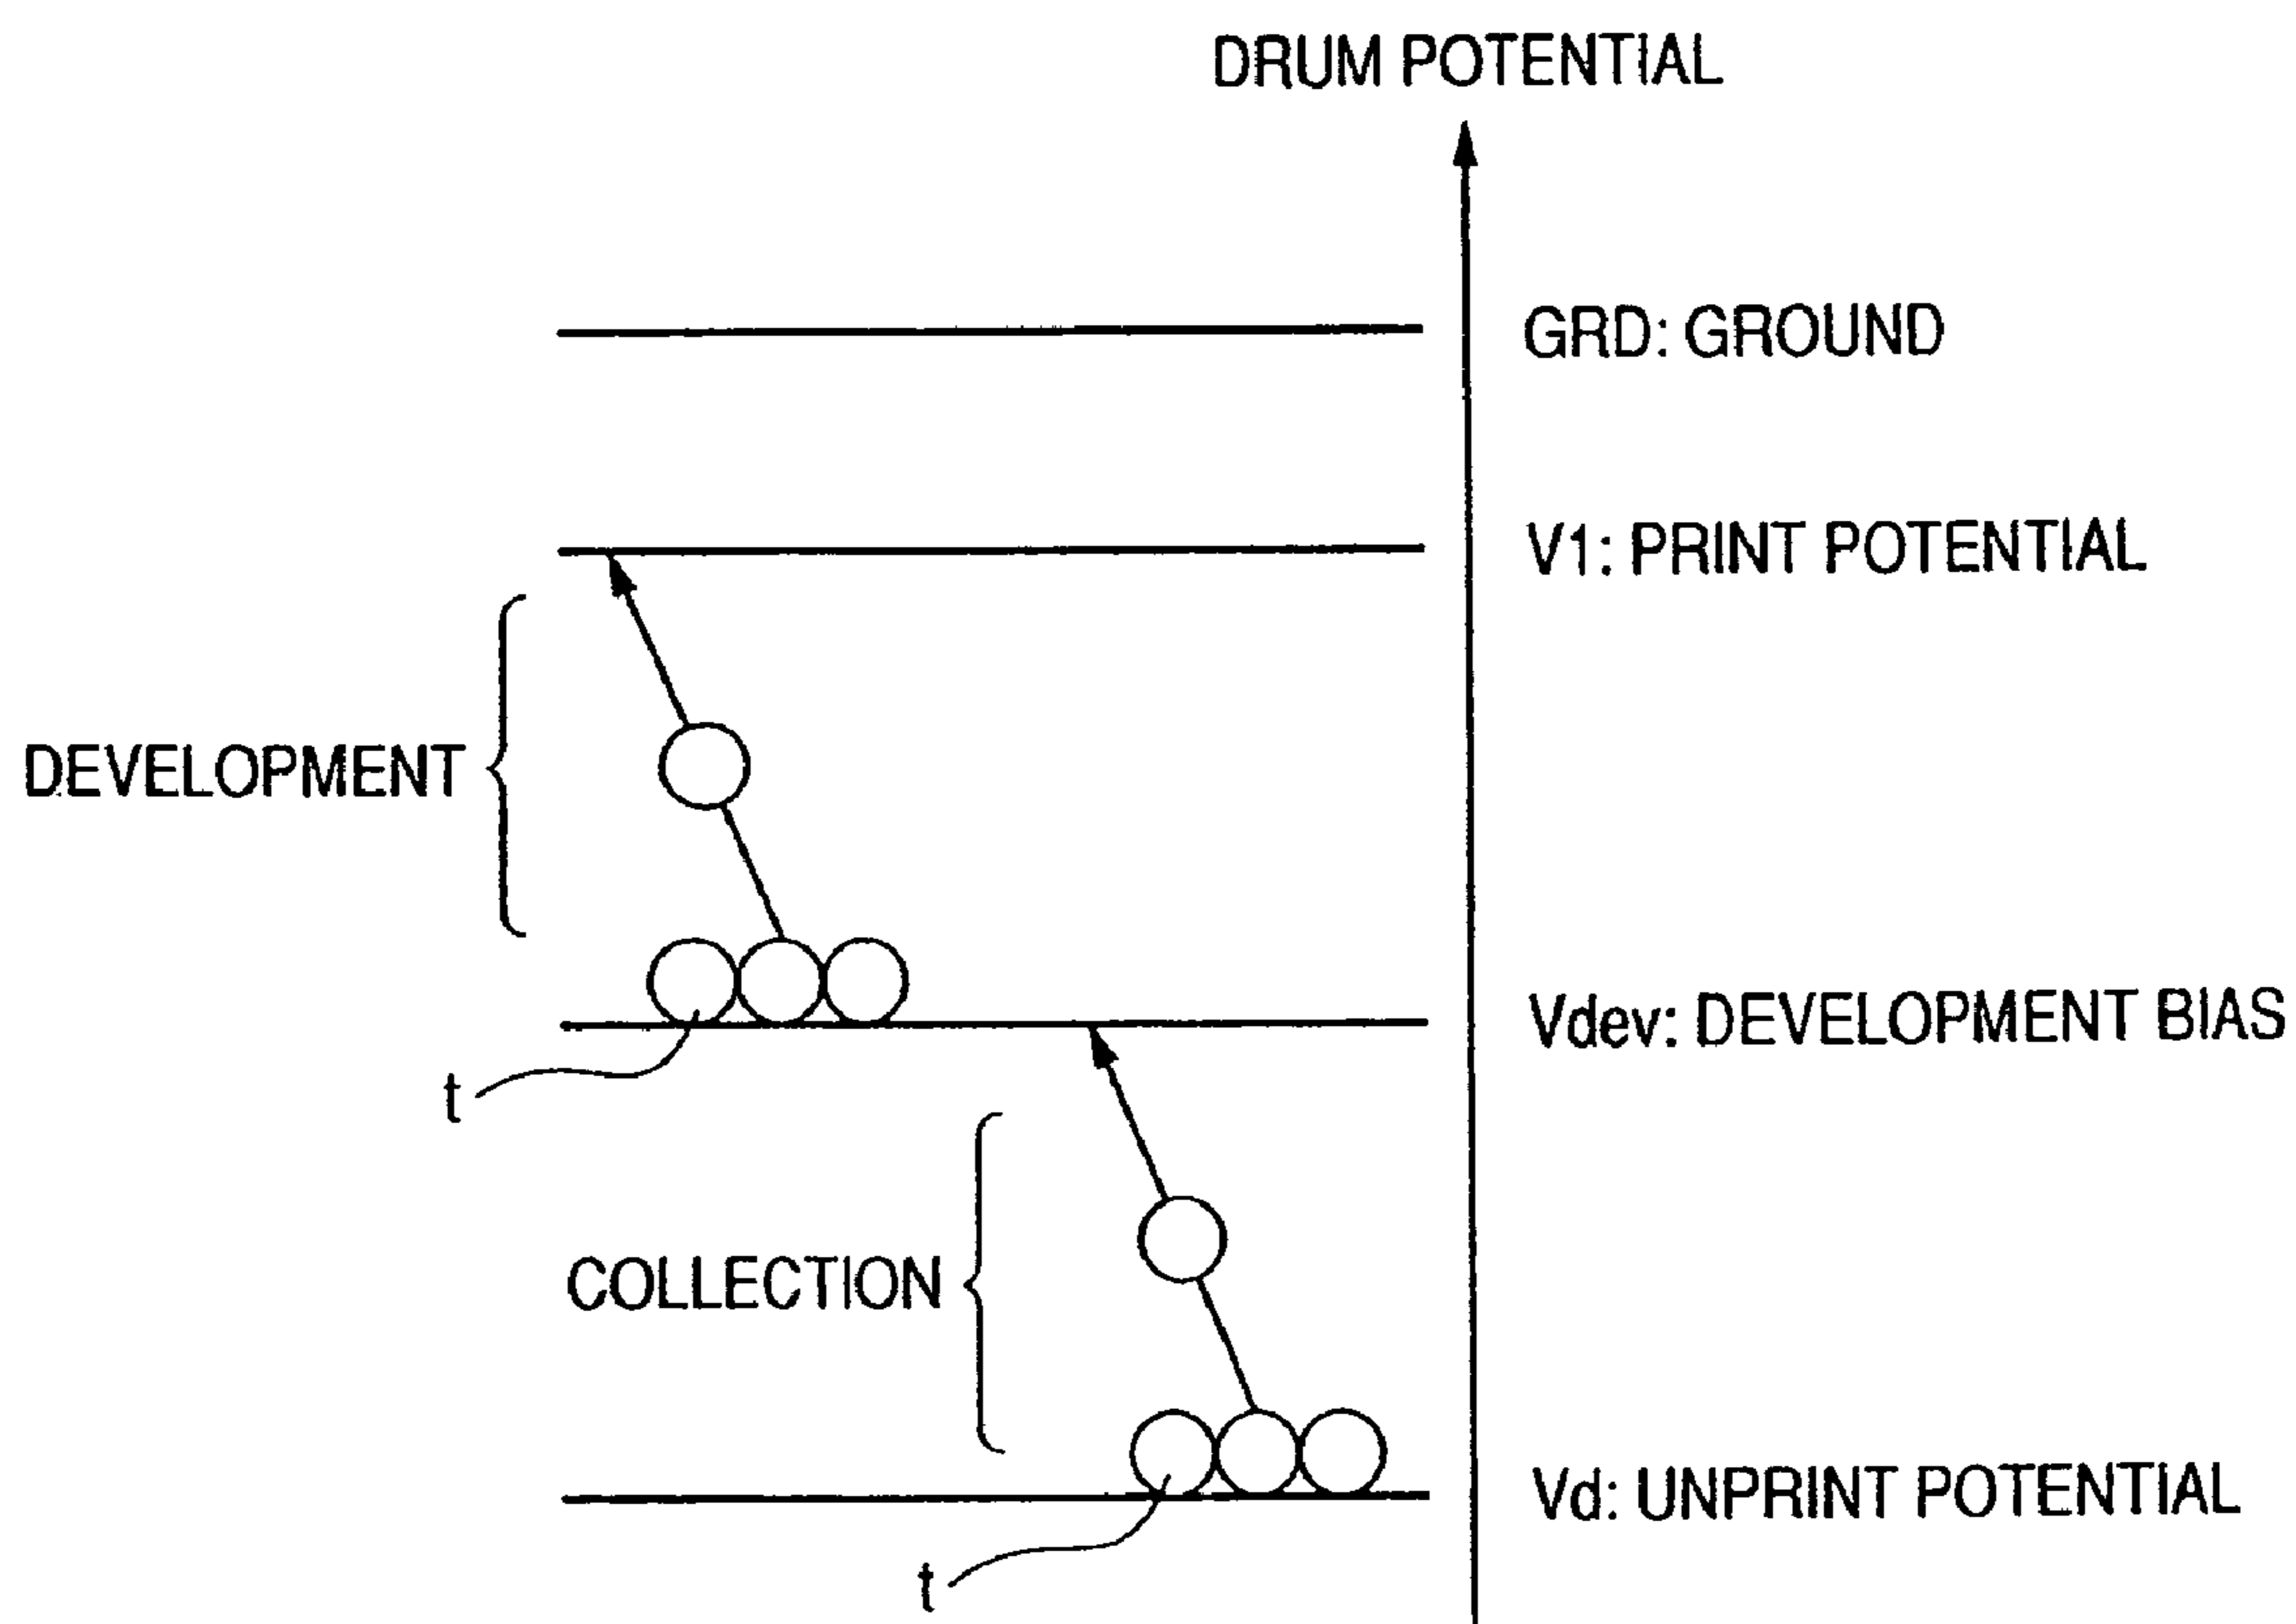 DRUM POTENTIAL
GRD: GROUND
V1: PRINT POTENTIAL
DEVELOPMENT
Vdev: DEVELOPMENT BIAS
t
COLLECTION
Vd: UNPRINT POTENTIAL
t